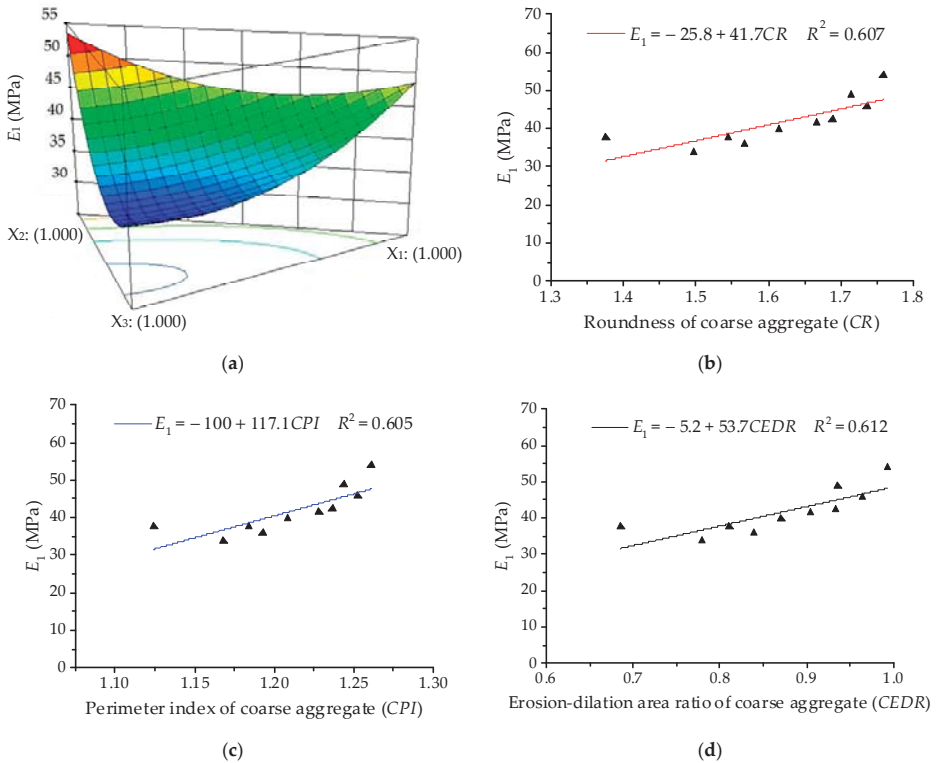 55
50
45
40
35
30
E1 (MPa)
X2: (1.000)
X1: (1.000)
X3: (1.000)
(a)
E1 = − 25.8 + 41.7CR R² = 0.607
70
60
50
40
30
20
10
0
E1 (MPa)
1.3 1.4 1.5 1.6 1.7 1.8
Roundness of coarse aggregate (CR)
(b)
E1 = − 100 + 117.1CPI R² = 0.605
70
60
50
40
30
20
10
0
E1 (MPa)
1.10 1.15 1.20 1.25 1.30
Perimeter index of coarse aggregate (CPI)
(c)
E1 = − 5.2 + 53.7CEDR R² = 0.612
70
60
50
40
30
20
10
0
E1 (MPa)
0.6 0.7 0.8 0.9 1.0
Erosion-dilation area ratio of coarse aggregate (CEDR)
(d)